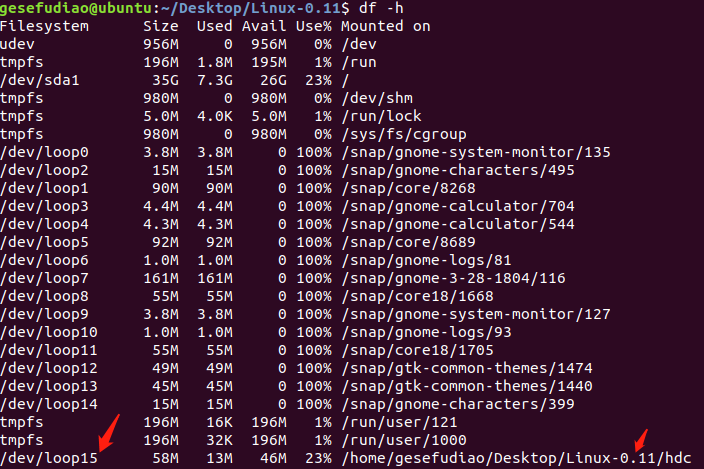 gesefudiao@ubuntu:~/Desktop/Linux-0.11$ df -h
Filesystem      Size  Used Avail Use% Mounted on
udev            956M     0  956M   0% /dev
tmpfs           196M  1.8M  195M   1% /run
/dev/sda1        35G  7.3G   26G  23% /
tmpfs           980M     0  980M   0% /dev/shm
tmpfs           5.0M  4.0K  5.0M   1% /run/lock
tmpfs           980M     0  980M   0% /sys/fs/cgroup
/dev/loop0      3.8M  3.8M     0 100% /snap/gnome-system-monitor/135
/dev/loop2       15M   15M     0 100% /snap/gnome-characters/495
/dev/loop1       90M   90M     0 100% /snap/core/8268
/dev/loop3      4.4M  4.4M     0 100% /snap/gnome-calculator/704
/dev/loop4      4.3M  4.3M     0 100% /snap/gnome-calculator/544
/dev/loop5       92M   92M     0 100% /snap/core/8689
/dev/loop6      1.0M  1.0M     0 100% /snap/gnome-logs/81
/dev/loop7      161M  161M     0 100% /snap/gnome-3-28-1804/116
/dev/loop8       55M   55M     0 100% /snap/core18/1668
/dev/loop9      3.8M  3.8M     0 100% /snap/gnome-system-monitor/127
/dev/loop10     1.0M  1.0M     0 100% /snap/gnome-logs/93
/dev/loop11      55M   55M     0 100% /snap/core18/1705
/dev/loop12      49M   49M     0 100% /snap/gtk-common-themes/1474
/dev/loop13      45M   45M     0 100% /snap/gtk-common-themes/1440
/dev/loop14      15M   15M     0 100% /snap/gnome-characters/399
tmpfs           196M   16K  196M   1% /run/user/121
tmpfs           196M   32K  196M   1% /run/user/1000
/dev/loop15      58M   13M   46M  23% /home/gesefudiao/Desktop/Linux-0.11/hdc